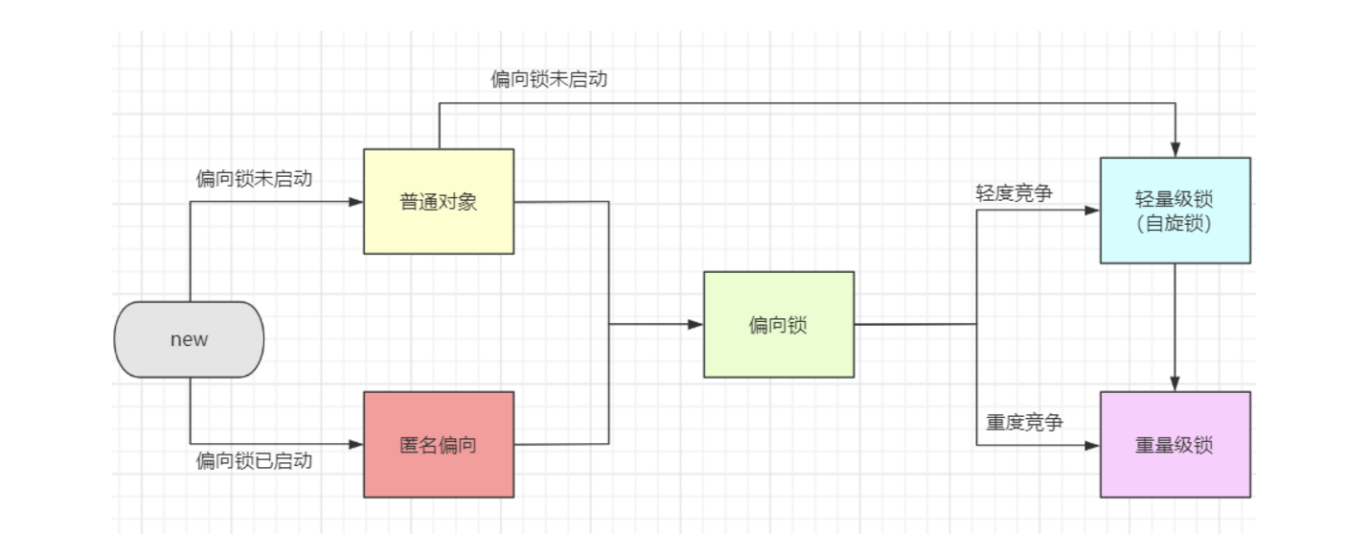 偏向锁未启动
偏向锁未启动
普通对象
轻度竞争
轻量级锁
（自旋锁）
new
偏向锁
偏向锁已启动
匿名偏向
重度竞争
重量级锁